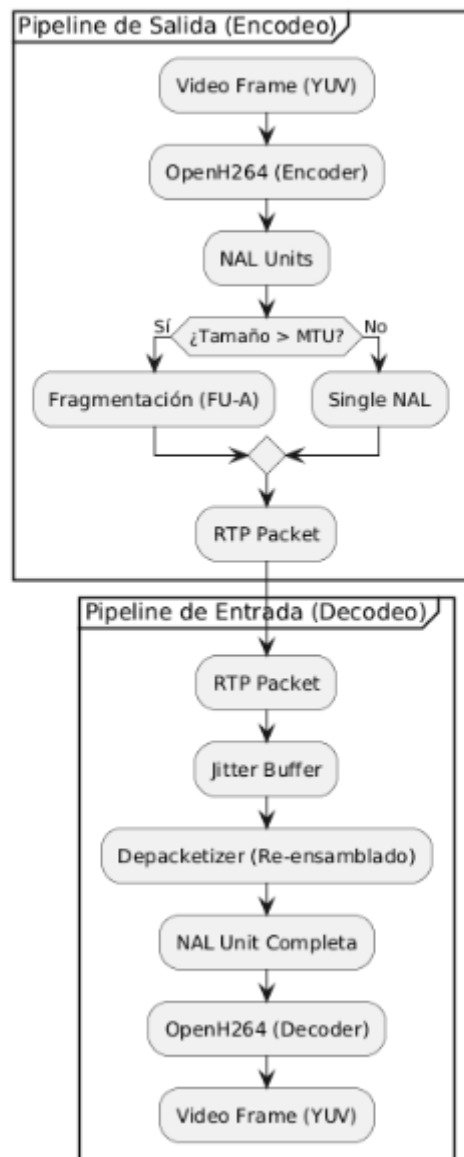 Pipeline de Salida (Encodeo)
Video Frame (YUV)
OpenH264 (Encoder)
NAL Units
Sí
¿Tamaño > MTU?
No
Fragmentación (FU-A)
Single NAL
RTP Packet
Pipeline de Entrada (Decodeo)
RTP Packet
Jitter Buffer
Depacketizer (Re-ensamblado)
NAL Unit Completa
OpenH264 (Decoder)
Video Frame (YUV)